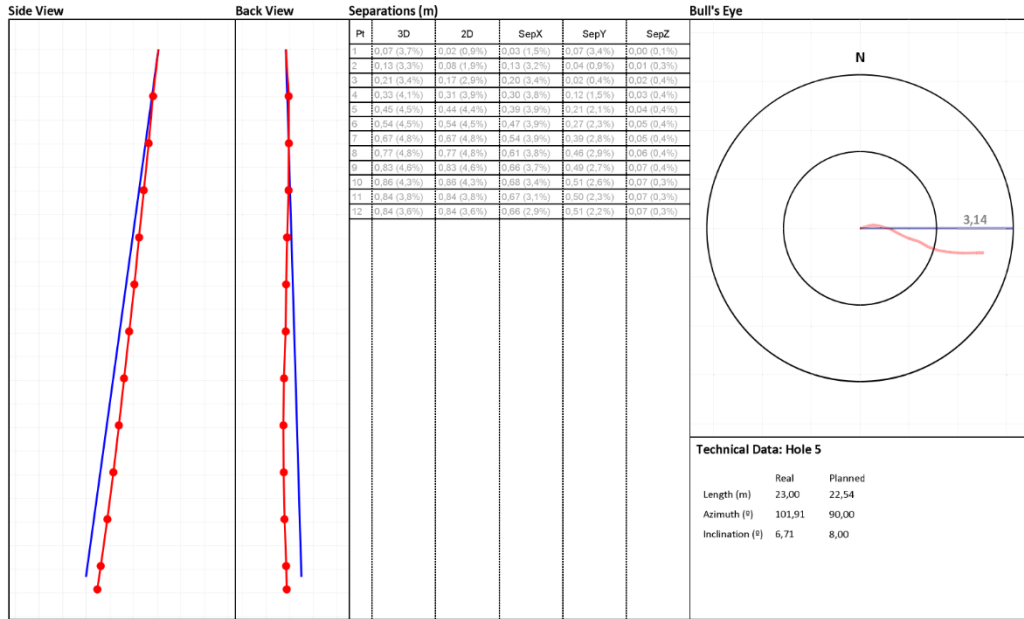 Side View
Back View
Separations (m)
Pt 3D 2D SepX SepY SepZ
1 0,07 (3,7%) 0,02 (0,9%) 0,03 (1,5%) 0,07 (3,4%) 0,00 (0,1%)
2 0,13 (3,3%) 0,08 (1,9%) 0,13 (3,2%) 0,04 (0,9%) 0,01 (0,3%)
3 0,21 (3,4%) 0,17 (2,9%) 0,20 (3,4%) 0,02 (0,4%) 0,02 (0,4%)
4 0,33 (4,1%) 0,31 (3,9%) 0,30 (3,8%) 0,12 (1,5%) 0,03 (0,4%)
5 0,45 (4,5%) 0,44 (4,4%) 0,39 (3,9%) 0,21 (2,1%) 0,04 (0,4%)
6 0,54 (4,5%) 0,54 (4,5%) 0,47 (3,9%) 0,27 (2,3%) 0,05 (0,4%)
7 0,67 (4,8%) 0,67 (4,8%) 0,54 (3,9%) 0,39 (2,8%) 0,05 (0,4%)
8 0,77 (4,8%) 0,77 (4,8%) 0,61 (3,8%) 0,46 (2,9%) 0,06 (0,4%)
9 0,83 (4,6%) 0,83 (4,6%) 0,66 (3,7%) 0,49 (2,7%) 0,07 (0,4%)
10 0,86 (4,3%) 0,86 (4,3%) 0,68 (3,4%) 0,51 (2,6%) 0,07 (0,3%)
11 0,84 (3,8%) 0,84 (3,8%) 0,67 (3,1%) 0,50 (2,3%) 0,07 (0,3%)
12 0,84 (3,6%) 0,84 (3,6%) 0,66 (2,9%) 0,51 (2,2%) 0,07 (0,3%)
Bull's Eye
N
3,14
Technical Data: Hole 5
Real Planned
Length (m) 23,00 22,54
Azimuth (º) 101,91 90,00
Inclination (º) 6,71 8,00